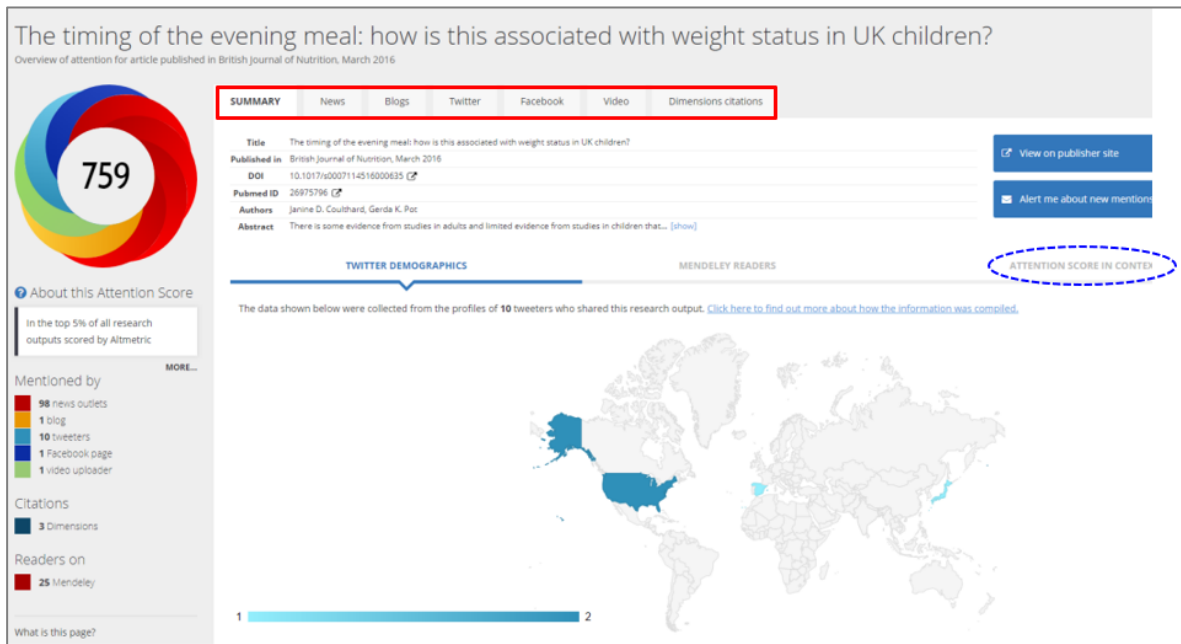 The timing of the evening meal: how is this associated with weight status in UK children?
Overview of attention for article published in British Journal of Nutrition, March 2016
759
SUMMARY News Blogs Twitter Facebook Video Dimensions citations
Title The timing of the evening meal: how is this associated with weight status in UK children?
Published in British Journal of Nutrition, March 2016
DOI 10.1017/s0007114516000635
Pubmed ID 26975796
Authors Janine D. Coulthard, Gerda K. Pot
Abstract There is some evidence from studies in adults and limited evidence from studies in children that... [show]
View on publisher site
Alert me about new mentions
TWITTER DEMOGRAPHICS MENDELEY READERS ATTENTION SCORE IN CONTEX
The data shown below were collected from the profiles of 10 tweeters who shared this research output. Click here to find out more about how the information was compiled.
About this Attention Score
In the top 5% of all research
outputs scored by Altmetric
MORE...
Mentioned by
98 news outlets
1 blog
10 tweeters
1 Facebook page
1 video uploader
Citations
3 Dimensions
Readers on
25 Mendeley
What is this page?
1 2